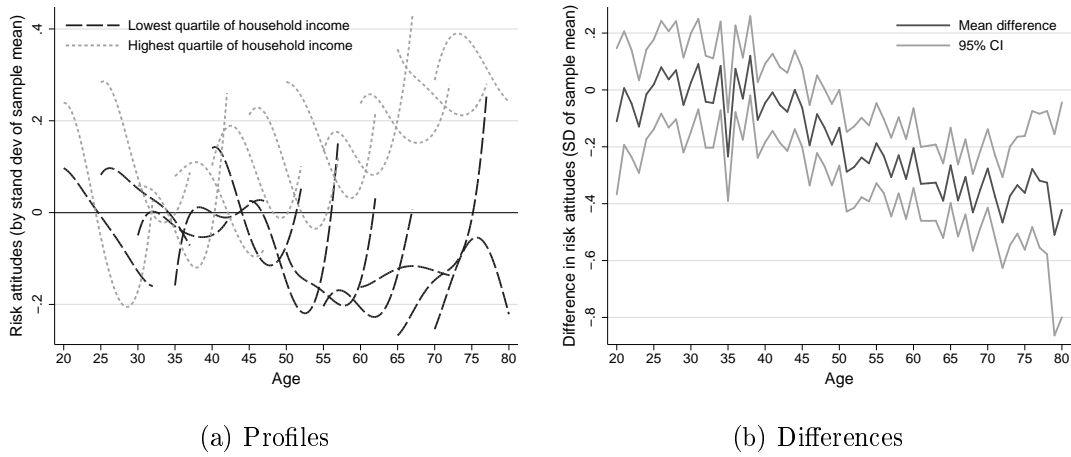 Lowest quartile of household income
Highest quartile of household income
Risk attitudes (by stand dev of sample mean)
.4
.2
0
-.2
20 25 30 35 40 45 50 55 60 65 70 75 80
Age
(a) Profiles
Mean difference
95% CI
Difference in risk attitudes (SD of sample mean)
.2
0
-.2
-.4
-.6
-.8
20 25 30 35 40 45 50 55 60 65 70 75 80
Age
(b) Differences